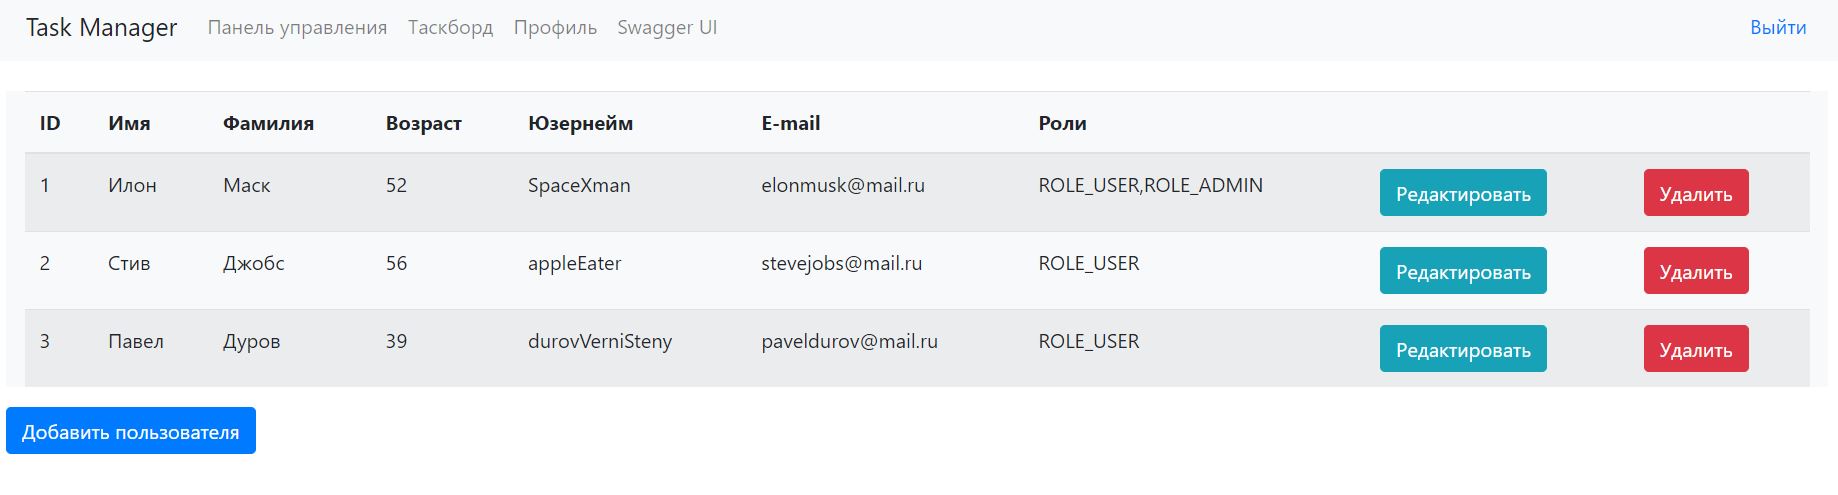 Task Manager Панель управления Таскборд Профиль Swagger UI Выйти
ID Имя Фамилия Возраст Юзернейм E-mail Роли
1 Илон Маск 52 SpaceXman elonmusk@mail.ru ROLE_USER,ROLE_ADMIN Редактировать Удалить
2 Стив Джобс 56 appleEater stevejobs@mail.ru ROLE_USER Редактировать Удалить
3 Павел Дуров 39 durovVerniSteny paveldurov@mail.ru ROLE_USER Редактировать Удалить
Добавить пользователя